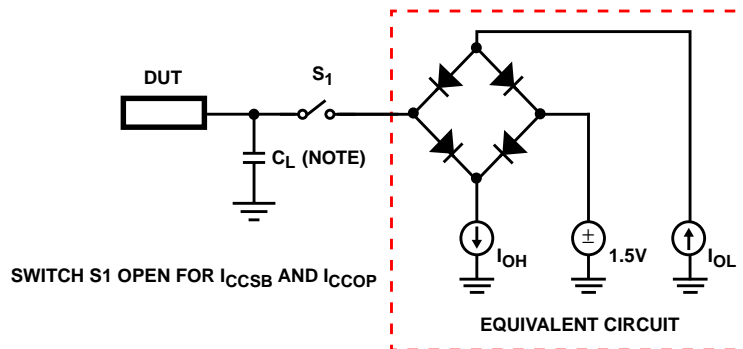 DUT
S1
CL (NOTE)
±
IOH
1.5V
IOL
SWITCH S1 OPEN FOR ICCSB AND ICCOP
EQUIVALENT CIRCUIT